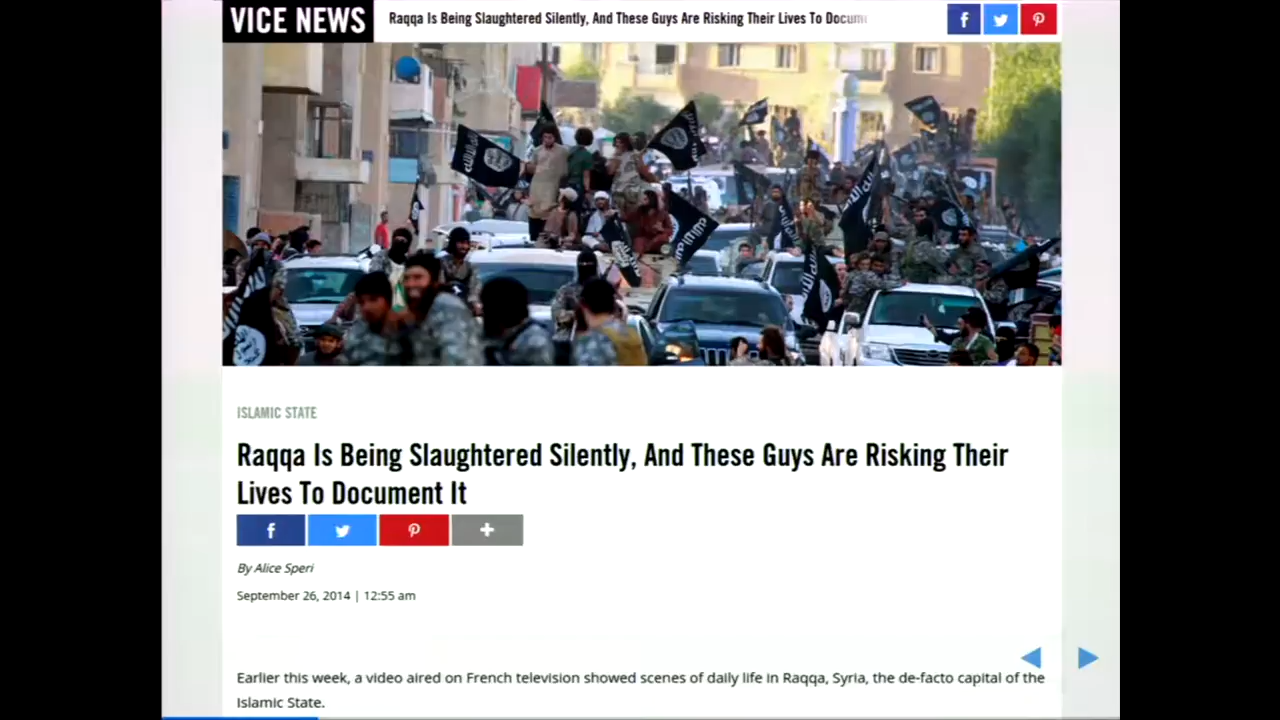 VICE NEWS
Raqqa Is Being Slaughtered Silently, And These Guys Are Risking Their Lives To
ISLAMIC STATE
Raqqa Is Being Slaughtered Silently, And These Guys Are Risking Their
Lives To Document It
By Alice Speri
September 26, 2014 | 12:55 am
Earlier this week, a video aired on French television showed scenes of daily life in Raqqa, Syria, the de-facto capital of the
Islamic State.